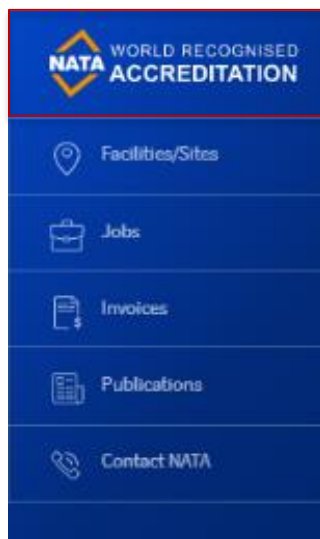 NATA
WORLD RECOGNISED
ACCREDITATION
Facilities/Sites
Jobs
Invoices
Publications
Contact NATA